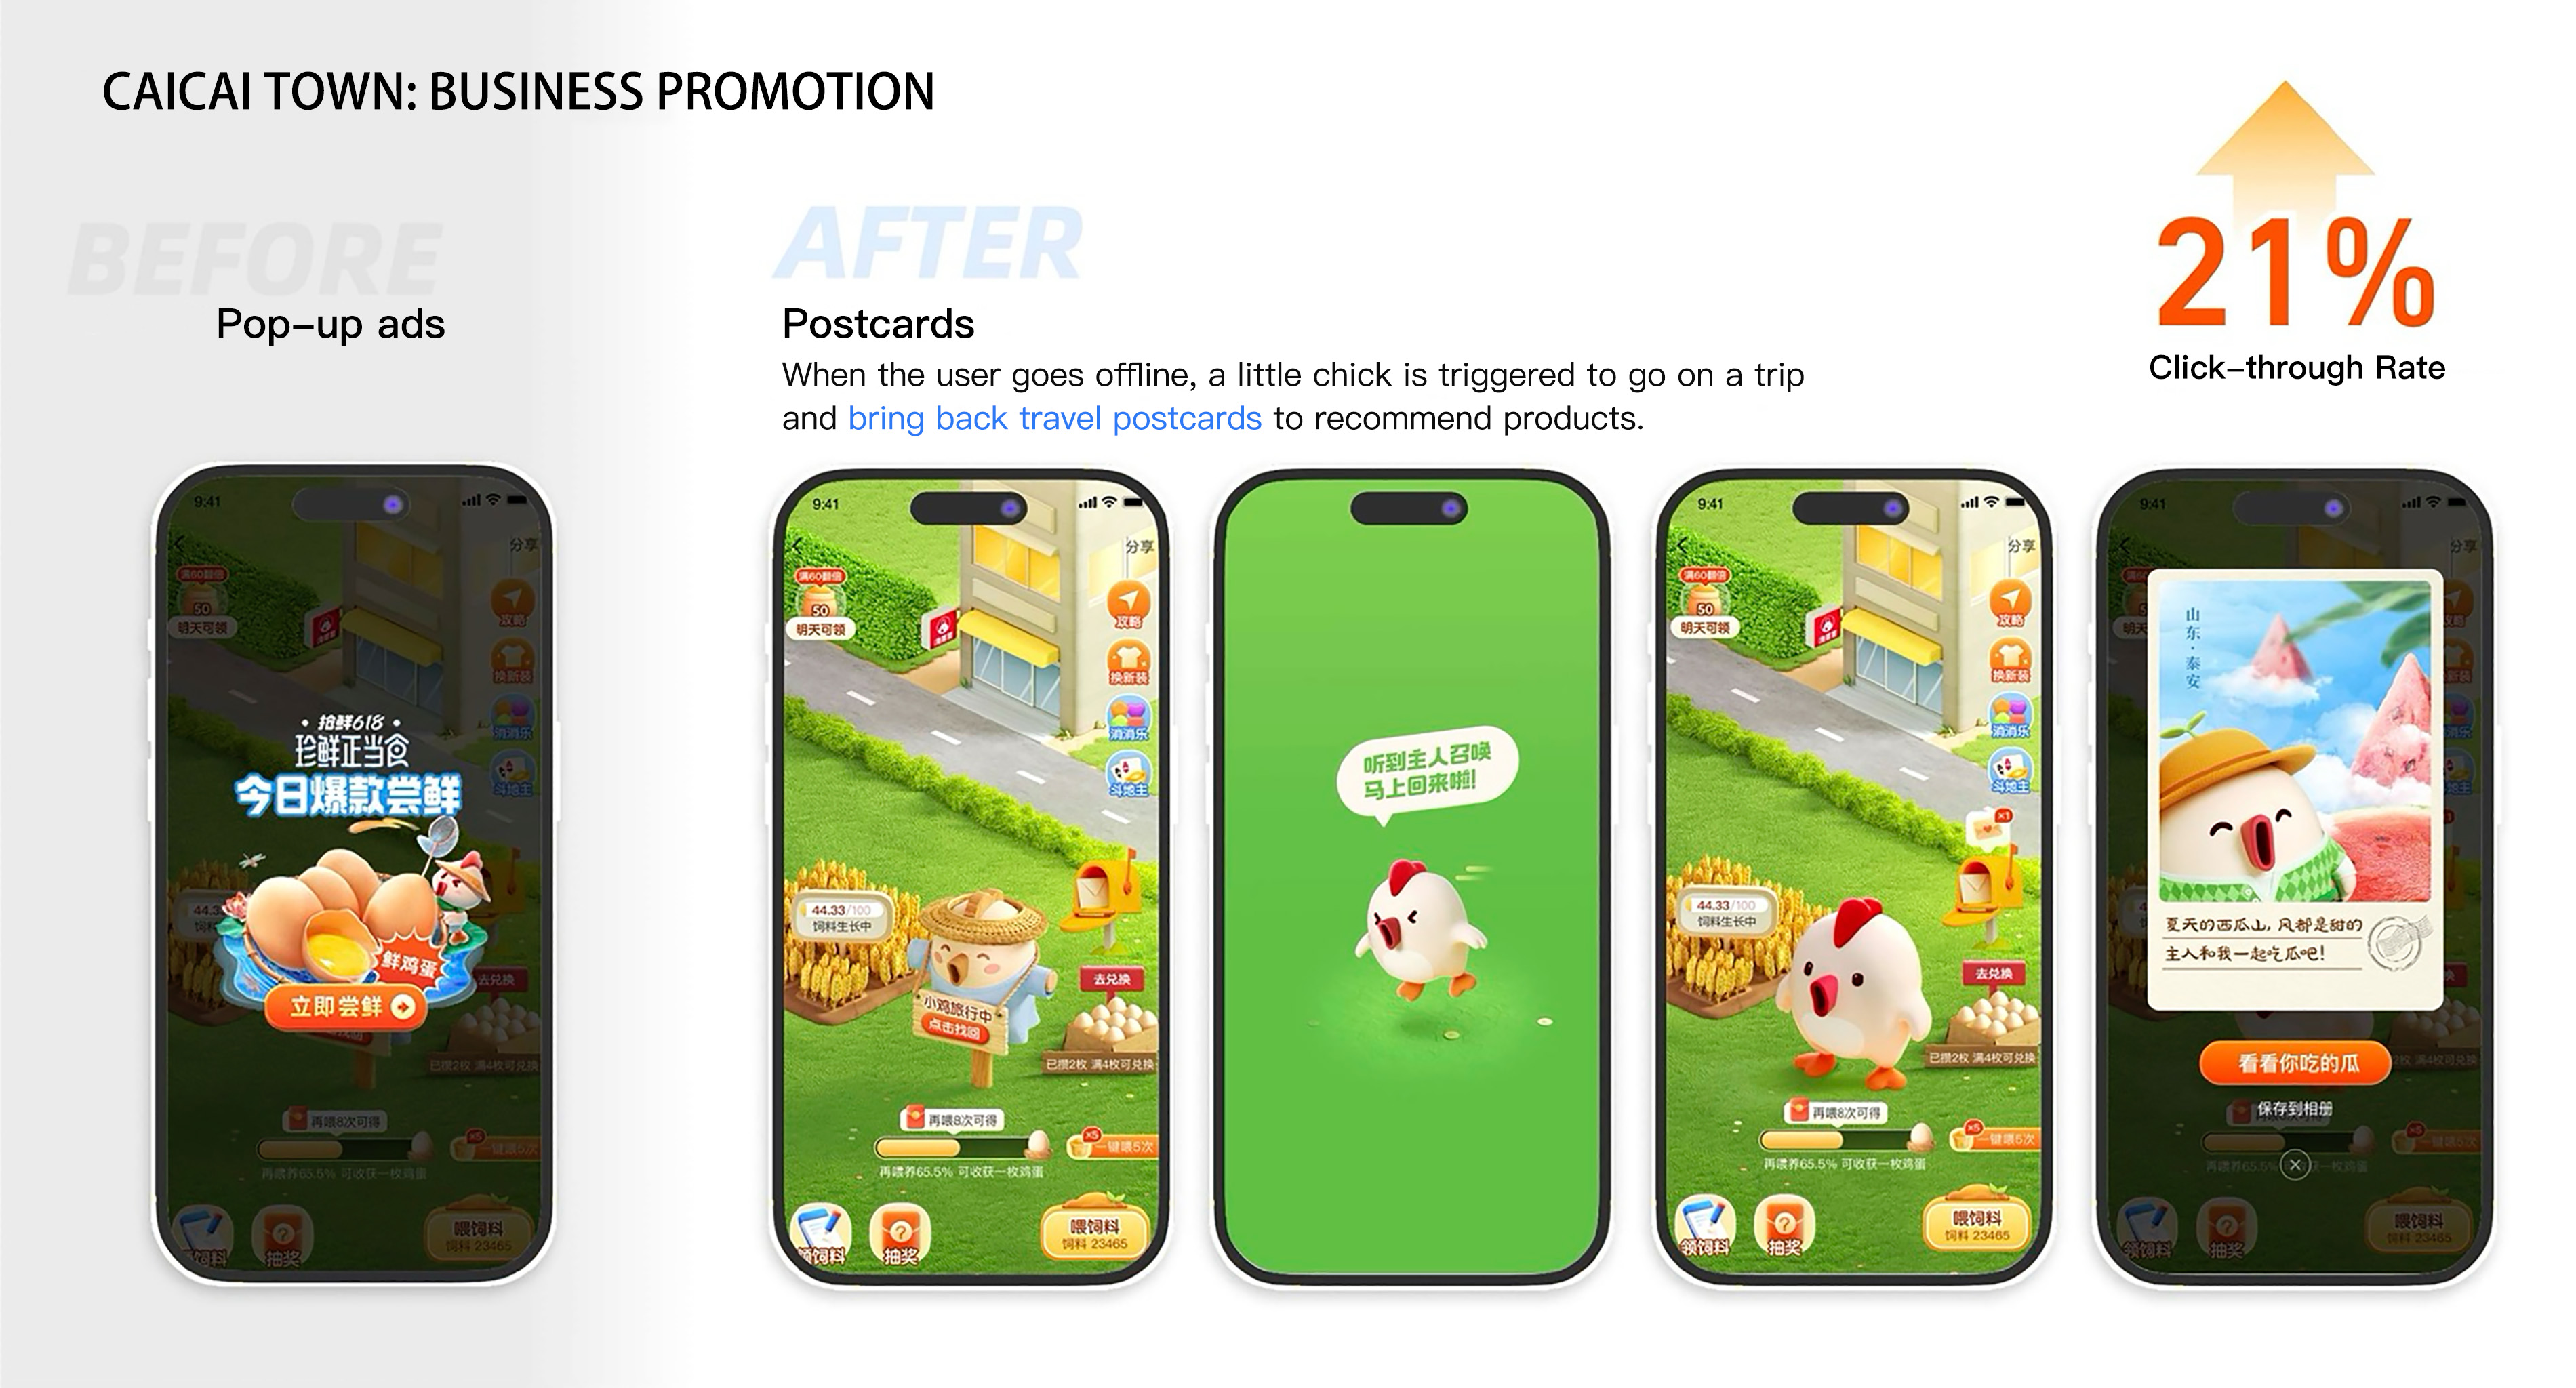 CAICAI TOWN: BUSINESS PROMOTION
BEFORE
Pop-up ads
AFTER
Postcards
When the user goes offline, a little chick is triggered to go on a trip
and bring back travel postcards to recommend products.
21%
Click-through Rate
9:41
分享
满60翻倍
50
明天可领
攻略
换新装
消消乐
斗地主
抢鲜618
珍鲜正当食
今日爆款尝鲜
44.3
鲜鸡蛋
去兑换
立即尝鲜
已攒2枚 满4枚可兑换
再喂8次可得
×5
一键喂5次
再喂养65.5% 可收获一枚鸡蛋
领饲料
抽奖
喂饲料
饲料 23465
9:41
分享
满60翻倍
50
明天可领
攻略
换新装
消消乐
斗地主
44.33/100
饲料生长中
去兑换
小鸡旅行中
点击找回
已攒2枚 满4枚可兑换
再喂8次可得
×5
一键喂5次
再喂养65.5% 可收获一枚鸡蛋
领饲料
抽奖
喂饲料
饲料 23465
听到主人召唤
马上回来啦!
9:41
分享
满60翻倍
50
明天可领
攻略
换新装
消消乐
斗地主
×1
44.33/100
饲料生长中
去兑换
已攒2枚 满4枚可兑换
再喂8次可得
×5
一键喂5次
再喂养65.5% 可收获一枚鸡蛋
领饲料
抽奖
喂饲料
饲料 23465
9:41
分享
山东·泰安
夏天的西瓜山, 风都是甜的
主人和我一起吃瓜吧!
看看你吃的瓜
保存到相册
×5
一键喂5次
领饲料
抽奖
喂饲料
饲料 23465